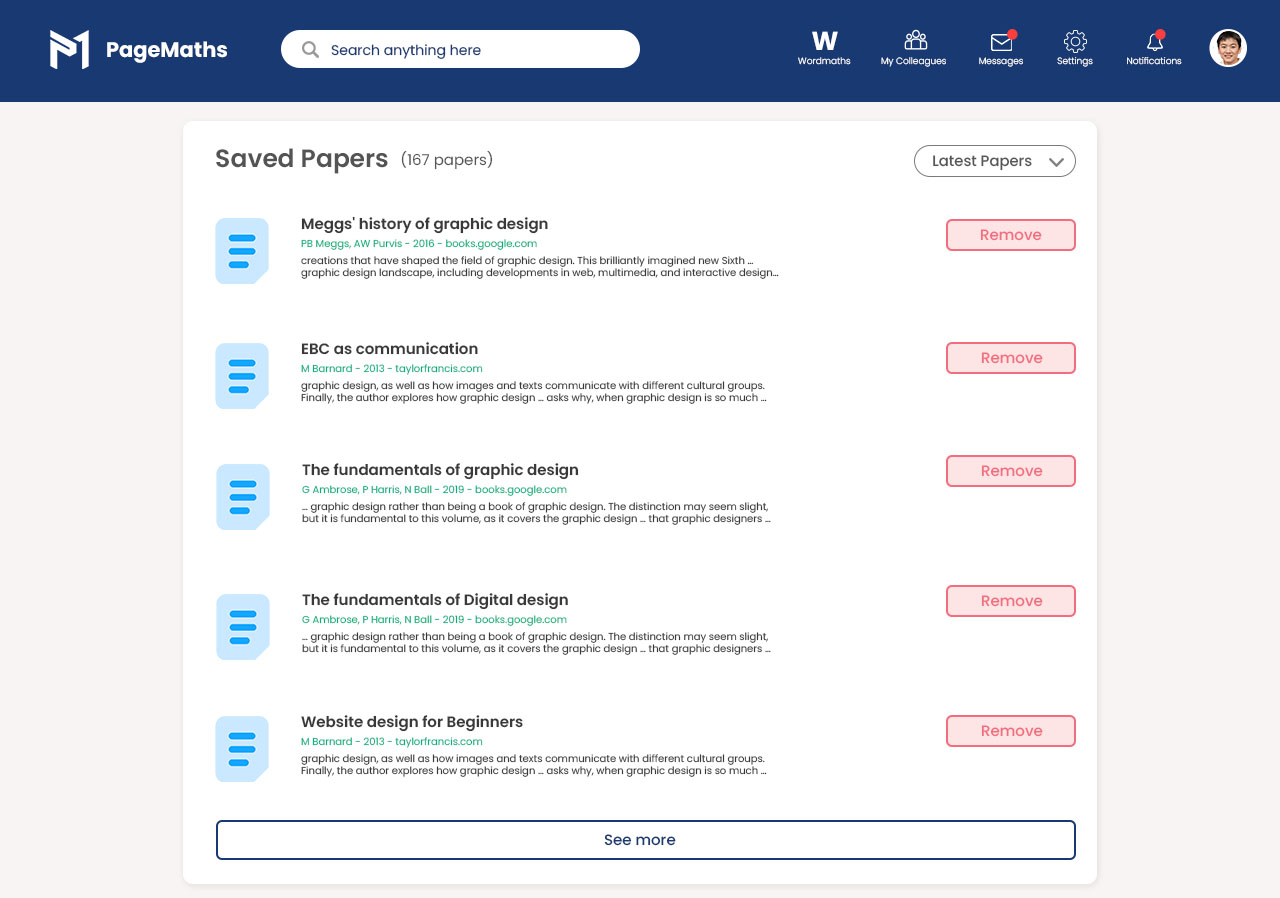 PageMaths
Search anything here
W
Wordmaths
My Colleagues
Messages
Settings
Notifications
Saved Papers (167 papers)
Latest Papers
Meggs' history of graphic design
Remove
PB Meggs, AW Purvis - 2016 - books.google.com
creations that have shaped the field of graphic design. This brilliantly imagined new Sixth ...
graphic design landscape, including developments in web, multimedia, and interactive design...
EBC as communication
Remove
M Barnard - 2013 - taylorfrancis.com
graphic design, as well as how images and texts communicate with different cultural groups.
Finally, the author explores how graphic design ... asks why, when graphic design is so much ...
The fundamentals of graphic design
Remove
G Ambrose, P Harris, N Ball - 2019 - books.google.com
... graphic design rather than being a book of graphic design. The distinction may seem slight,
but it is fundamental to this volume, as it covers the graphic design ... that graphic designers ...
The fundamentals of Digital design
Remove
G Ambrose, P Harris, N Ball - 2019 - books.google.com
... graphic design rather than being a book of graphic design. The distinction may seem slight,
but it is fundamental to this volume, as it covers the graphic design ... that graphic designers ...
Website design for Beginners
Remove
M Barnard - 2013 - taylorfrancis.com
graphic design, as well as how images and texts communicate with different cultural groups.
Finally, the author explores how graphic design ... asks why, when graphic design is so much ...
See more